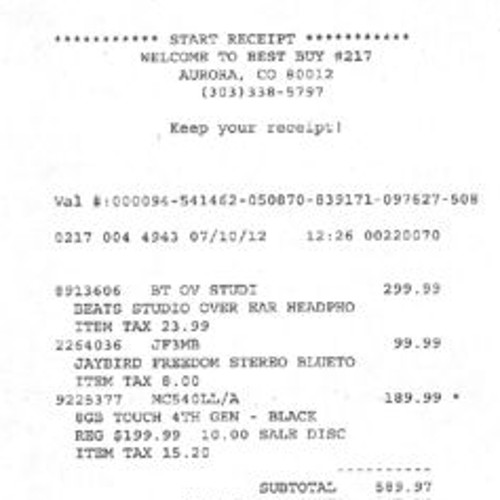 *********** START RECEIPT ***********
WELCOME TO BEST BUY #217
AURORA, CO 80012
(303)338-5797
Keep your receipt!
Val #:000094-541462-050870-839171-097627-508
0217 004 4943 07/10/12 12:26 00220070
8913606 BT OV STUDI 299.99
BEATS STUDIO OVER EAR HEADPHO
ITEM TAX 23.99
2264036 JF3MB 99.99
JAYBIRD FREEDOM STEREO BLUETO
ITEM TAX 8.00
9225377 MC540LL/A 189.99 *
8GB TOUCH 4TH GEN - BLACK
REG $199.99 10.00 SALE DISC
ITEM TAX 15.20
----------
SUBTOTAL 589.97